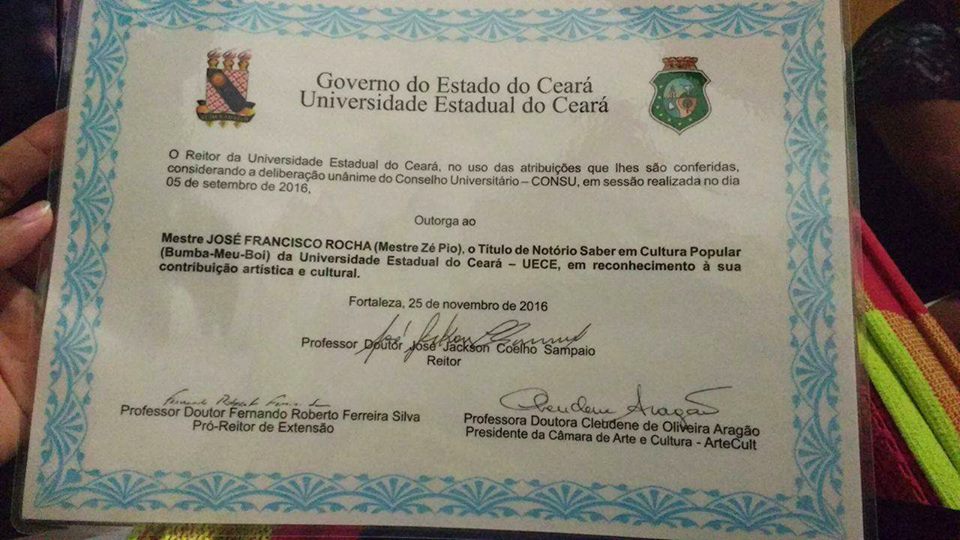 Governo do Estado do Ceará
Universidade Estadual do Ceará
O Reitor da Universidade Estadual do Ceará, no uso das atribuições que lhes são conferidas,
considerando a deliberação unânime do Conselho Universitário – CONSU, em sessão realizada no dia
05 de setembro de 2016,
Outorga ao
Mestre JOSÉ FRANCISCO ROCHA (Mestre Zé Pio), o Título de Notório Saber em Cultura Popular
(Bumba-Meu-Boi) da Universidade Estadual do Ceará – UECE, em reconhecimento à sua
contribuição artística e cultural.
Fortaleza, 25 de novembro de 2016
Professor Doutor José Jackson Coelho Sampaio
Reitor
Professor Doutor Fernando Roberto Ferreira Silva
Pró-Reitor de Extensão
Cleudene Aragão
Professora Doutora Cleudene de Oliveira Aragão
Presidente da Câmara de Arte e Cultura - ArteCult